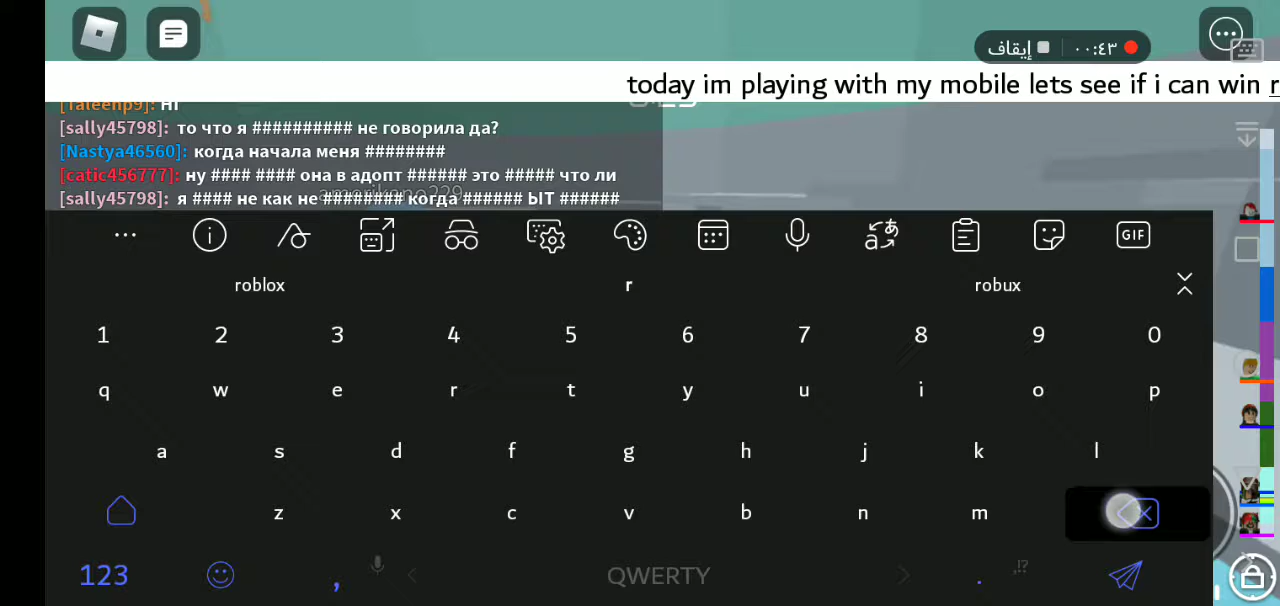 إيقاف ٠٠:٤٣
today im playing with my mobile lets see if i can win r
[Taleenp9]: HI
[sally45798]: то что я ########## не говорила да?
[Nastya46560]: когда начала меня ########
[catic456777]: ну #### #### она в адопт ###### это ##### что ли
amerikano229
[sally45798]: я #### не как не ######## когда ###### ЫТ ######
GIF
roblox r robux
1 2 3 4 5 6 7 8 9 0
q w e r t y u i o p
a s d f g h j k l
z x c v b n m
123 , QWERTY . ,!?